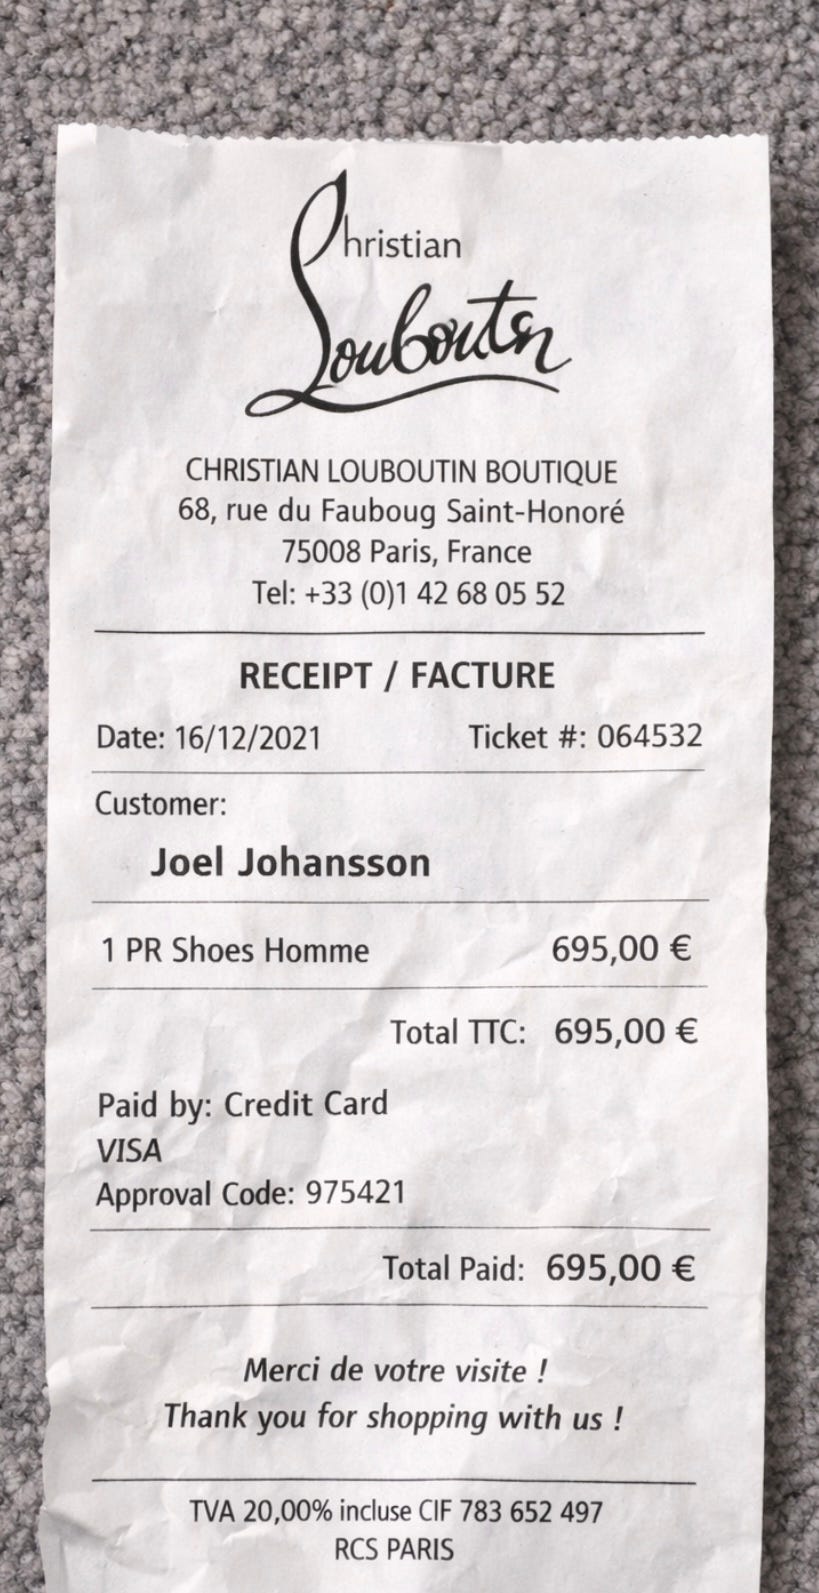 Christian
Louboutin
CHRISTIAN LOUBOUTIN BOUTIQUE
68, rue du Fauboug Saint-Honoré
75008 Paris, France
Tel: +33 (0)1 42 68 05 52
RECEIPT / FACTURE
Date: 16/12/2021 Ticket #: 064532
Customer:
Joel Johansson
1 PR Shoes Homme 695,00 €
Total TTC: 695,00 €
Paid by: Credit Card
VISA
Approval Code: 975421
Total Paid: 695,00 €
Merci de votre visite !
Thank you for shopping with us !
TVA 20,00% incluse CIF 783 652 497
RCS PARIS